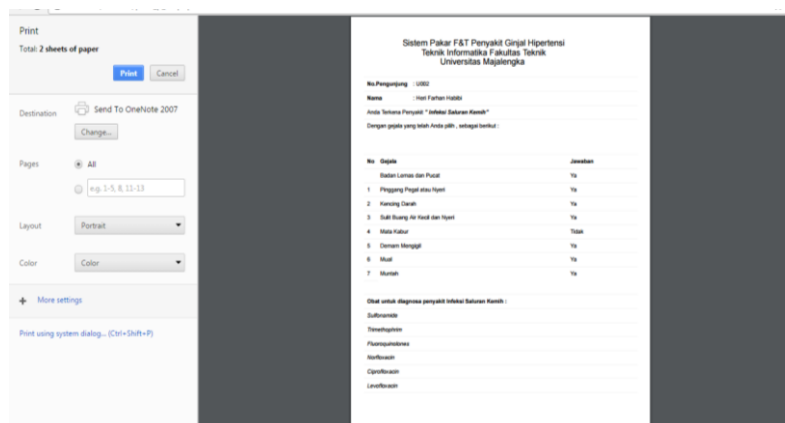 Print
Total: 2 sheets of paper
Print Cancel
Destination Send To OneNote 2007
Change...
Pages All
e.g. 1-5, 8, 11-13
Layout Portrait
Color Color
+ More settings
Print using system dialog... (Ctrl+Shift+P)
Sistem Pakar F&T Penyakit Ginjal Hipertensi
Teknik Informatika Fakultas Teknik
Universitas Majalengka
No.Pengunjung : U002
Nama : Hari Farhan Habibi
Anda Terkena Penyakit " Infeksi Saluran Kemih "
Dengan gejala yang telah Anda pilih , sebagai berikut :
No Gejala Jawaban
Badan Lemas dan Pucat Ya
1 Pinggang Pegal atau Nyeri Ya
2 Kencing Darah Ya
3 Sulit Buang Air Kecil dan Nyeri Ya
4 Mata Kabur Tidak
5 Demam Menggigil Ya
6 Mual Ya
7 Muntah Ya
Obat untuk diagnosa penyakit Infeksi Saluran Kemih :
Sulfonamida
Trimethophrim
Fluoroquinolones
Norfloxacin
Ciprofloxacin
Levofloxacin